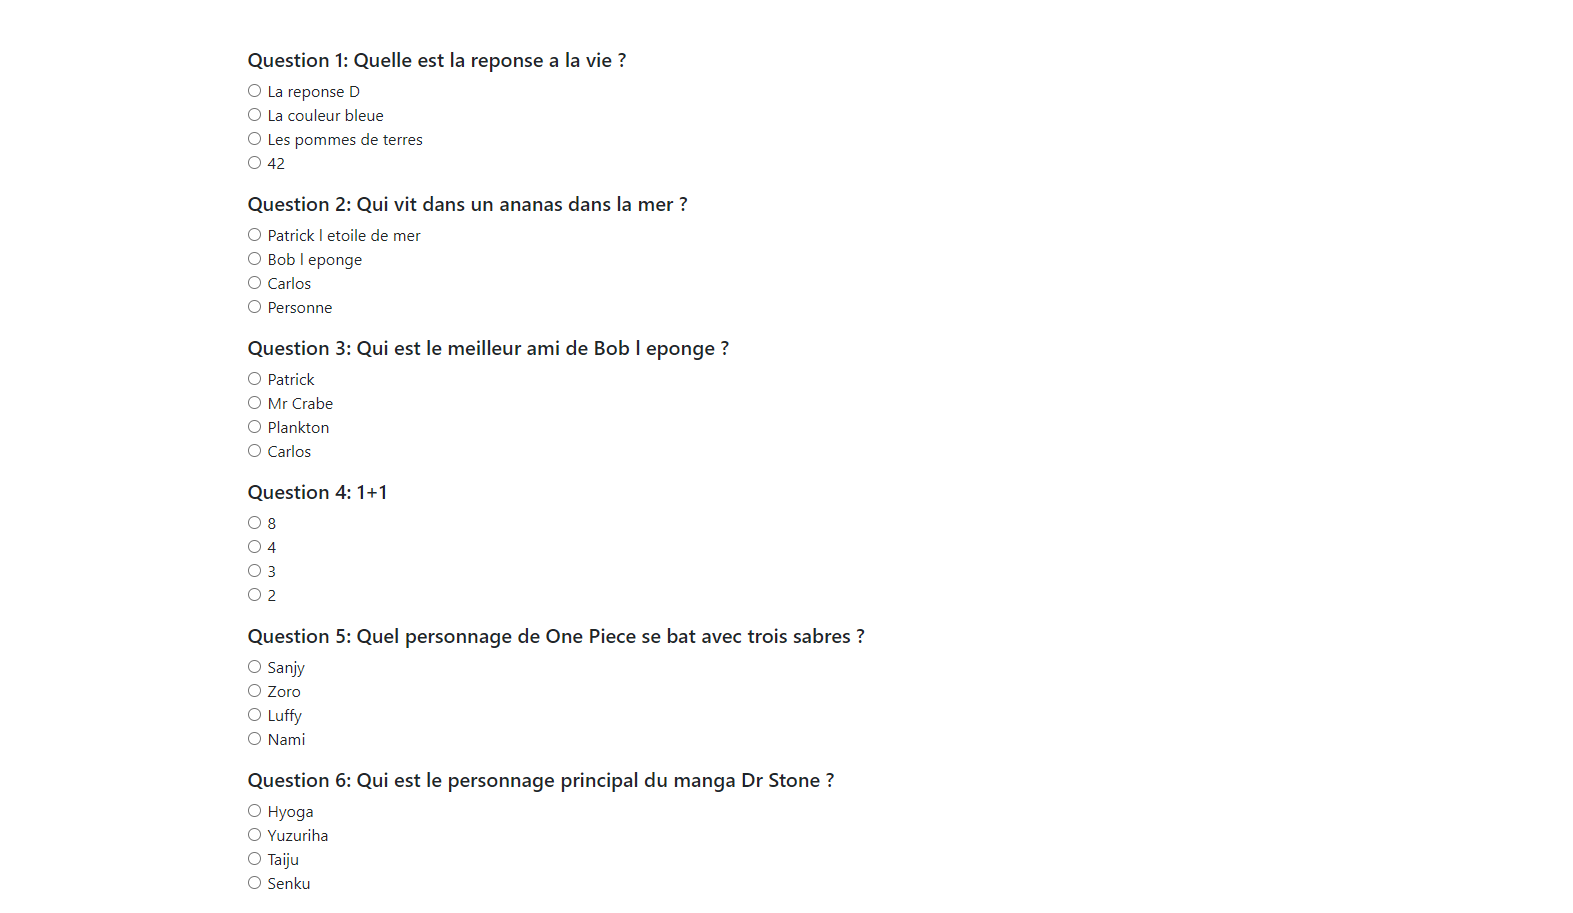 Question 1: Quelle est la reponse a la vie ?
La reponse D
La couleur bleue
Les pommes de terres
42
Question 2: Qui vit dans un ananas dans la mer ?
Patrick l etoile de mer
Bob l eponge
Carlos
Personne
Question 3: Qui est le meilleur ami de Bob l eponge ?
Patrick
Mr Crabe
Plankton
Carlos
Question 4: 1+1
8
4
3
2
Question 5: Quel personnage de One Piece se bat avec trois sabres ?
Sanjy
Zoro
Luffy
Nami
Question 6: Qui est le personnage principal du manga Dr Stone ?
Hyoga
Yuzuriha
Taiju
Senku